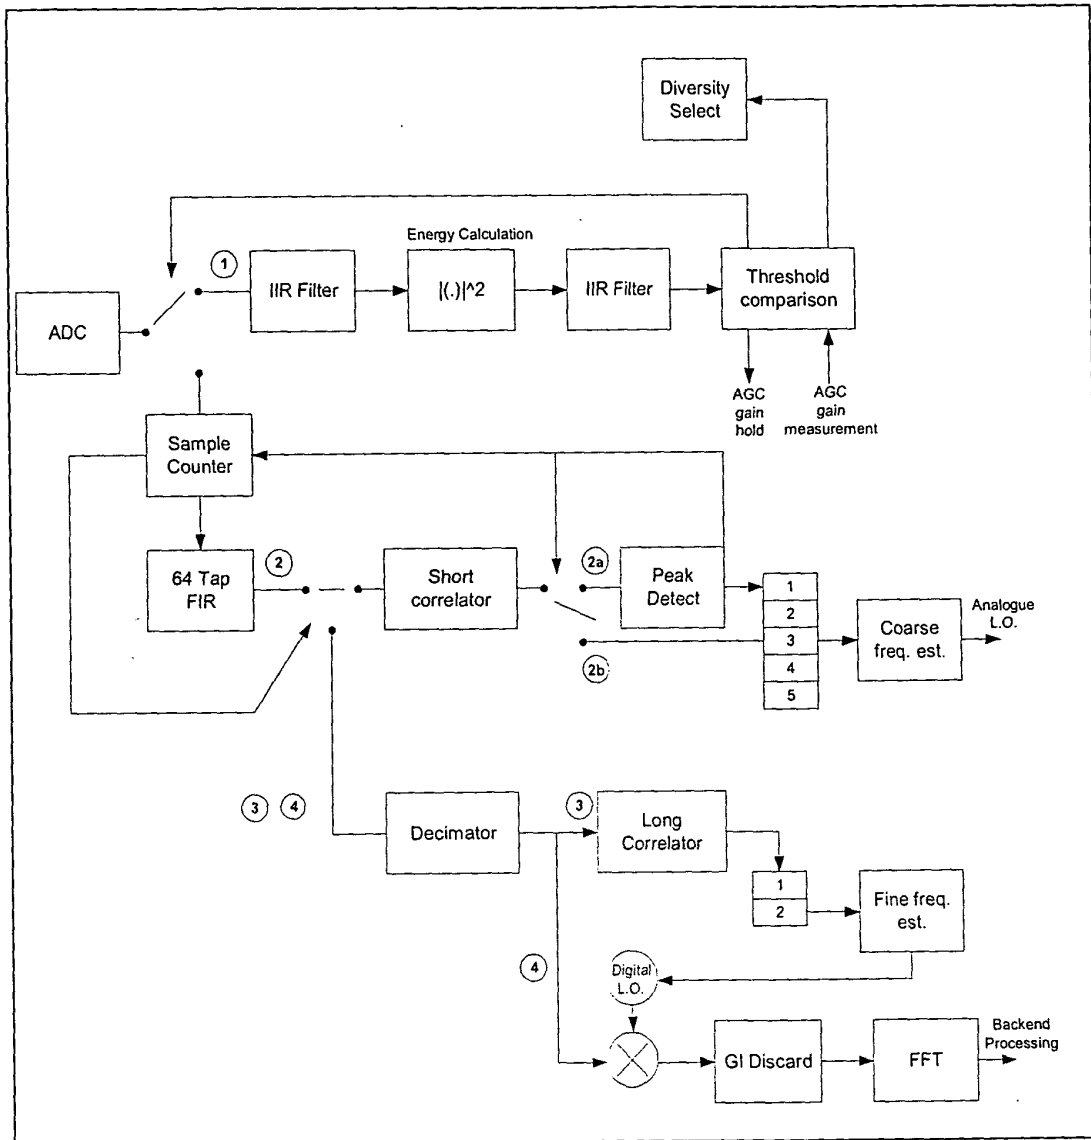 Diversity
Select
Energy Calculation
1
ADC
IIR Filter
|(.)|^2
IIR Filter
Threshold
comparison
AGC
gain
hold
AGC
gain
measurement
Sample
Counter
64 Tap
FIR
2
Short
correlator
2a
2b
Peak
Detect
1
2
3
4
5
Coarse
freq. est.
Analogue
L.O.
3
4
Decimator
3
Long
Correlator
1
2
Fine freq.
est.
4
Digital
L.O.
GI Discard
FFT
Backend
Processing